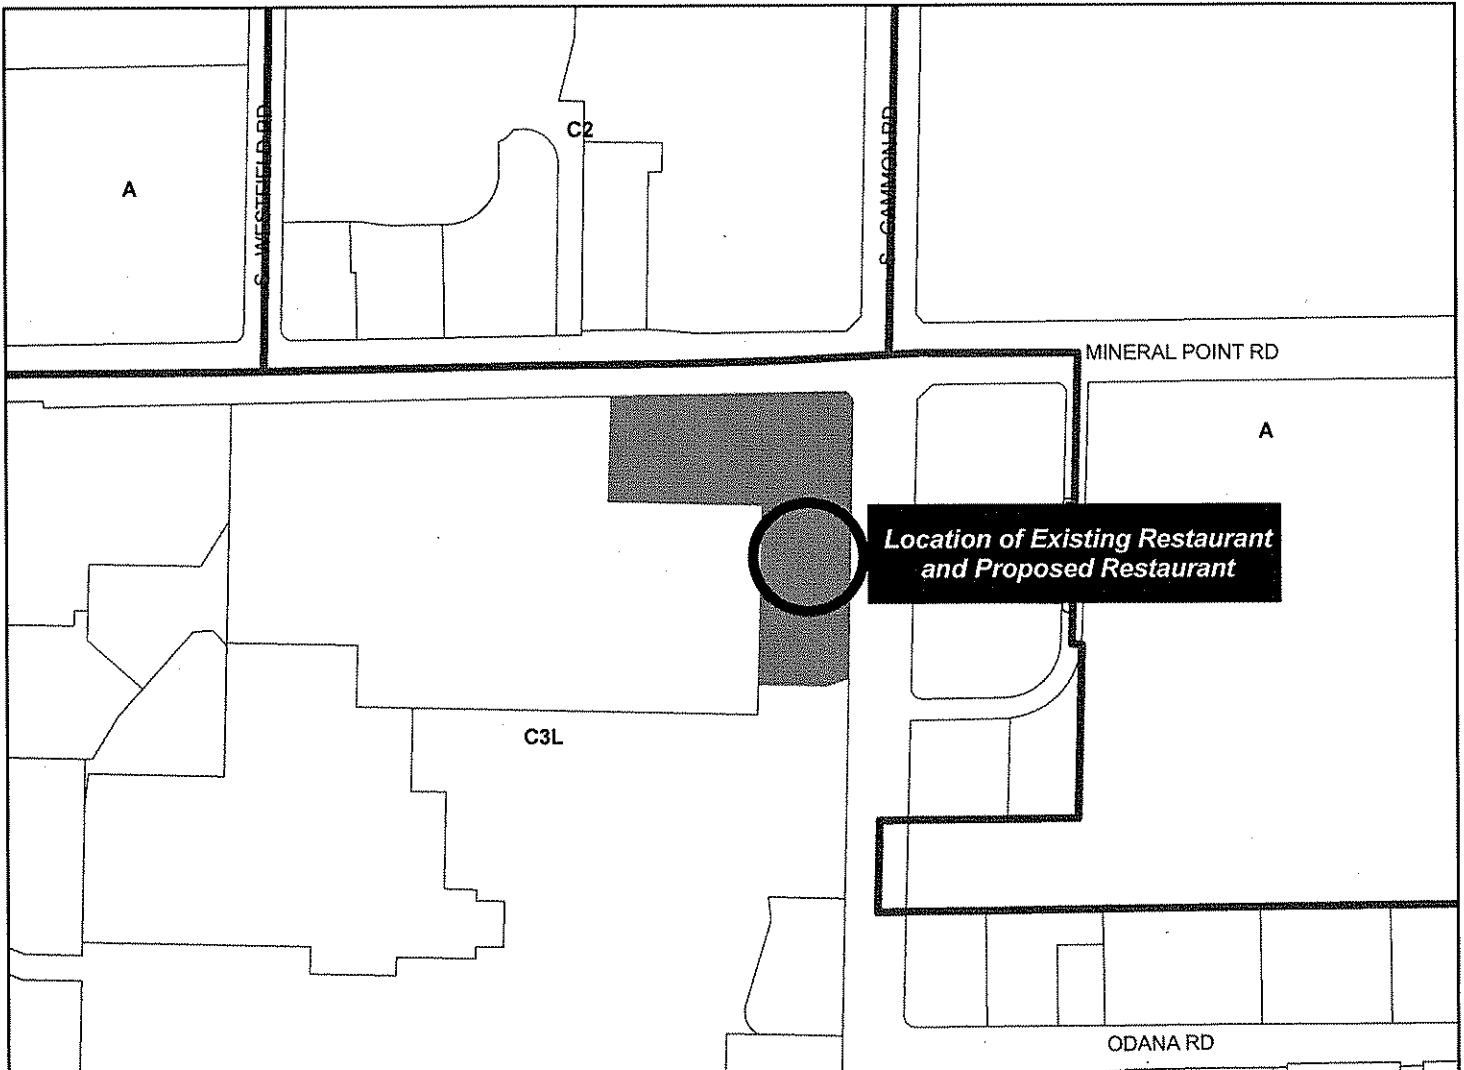 C2
A
S WESTFIELD RD
S GAMMON RD
MINERAL POINT RD
A
Location of Existing Restaurant
and Proposed Restaurant
C3L
ODANA RD